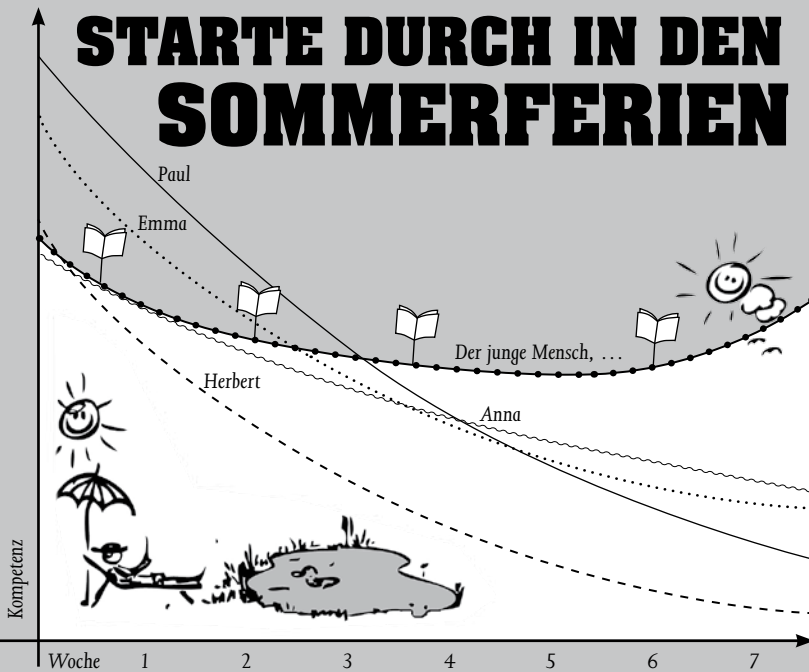 STARTE DURCH IN DEN
SOMMERFERIEN
Paul
Emma
Der junge Mensch, …
Herbert
Anna
Kompetenz
Woche 1 2 3 4 5 6 7